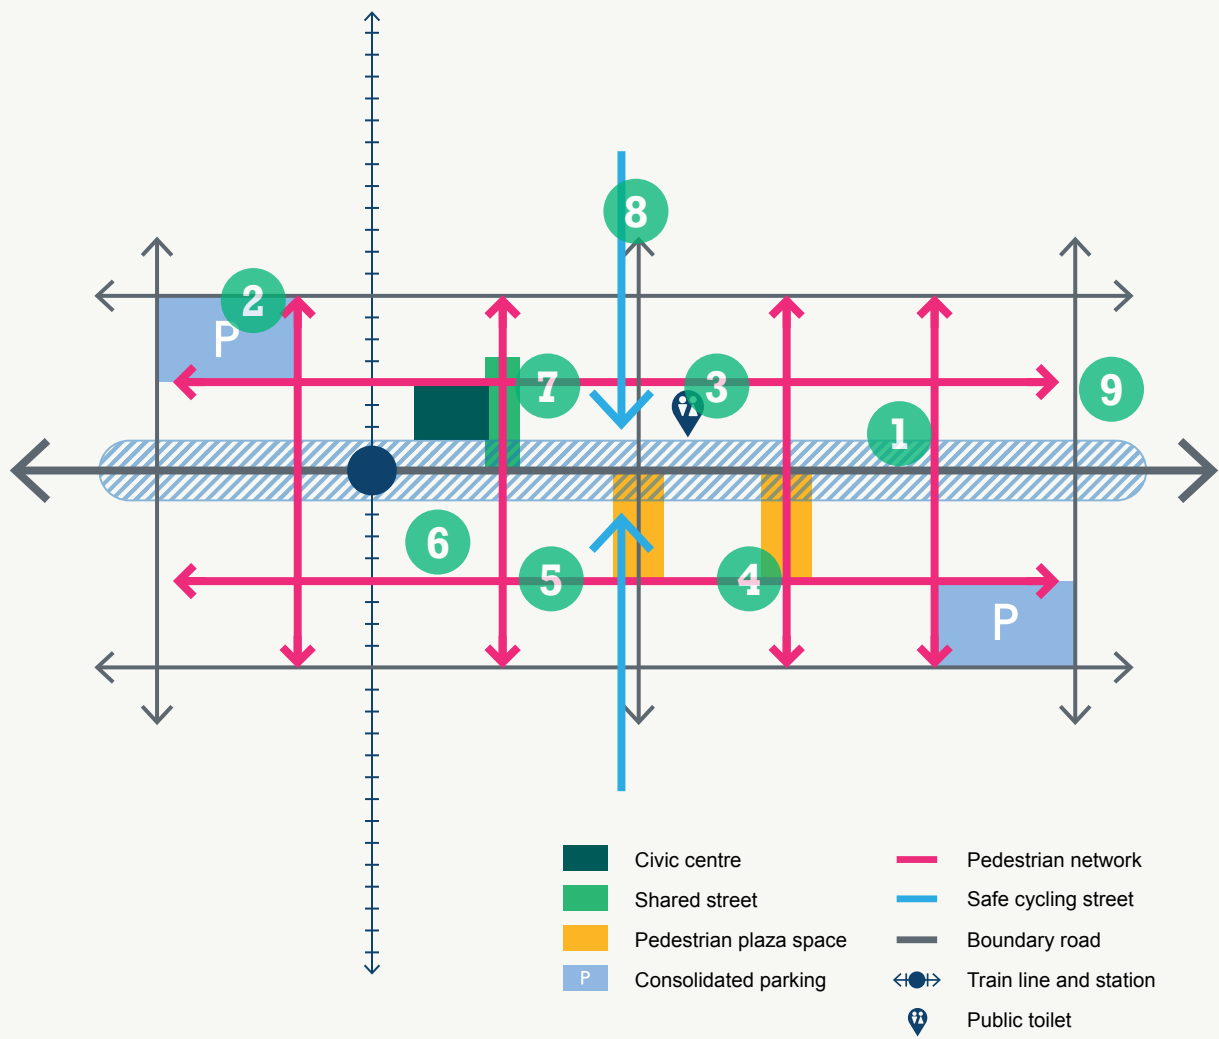 8
2
P
7
3
9
1
6
5
4
P
Civic centre
Shared street
Pedestrian plaza space
P Consolidated parking
Pedestrian network
Safe cycling street
Boundary road
Train line and station
Public toilet